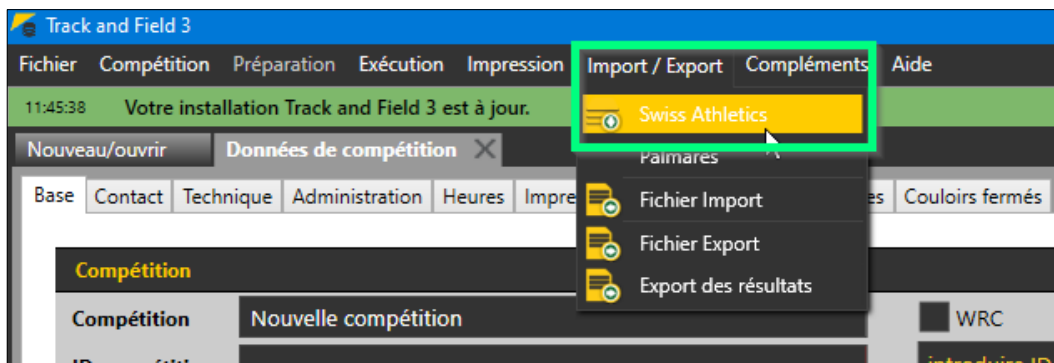 Track and Field 3
Fichier Compétition Préparation Exécution Impression Import / Export Compléments Aide
11:45:38 Votre installation Track and Field 3 est à jour.
Swiss Athletics
Nouveau/ouvrir Données de compétition
Palmarès
Base Contact Technique Administration Heures Impre es Couloirs fermés
Fichier Import
Fichier Export
Compétition
Export des résultats
Compétition Nouvelle compétition WRC